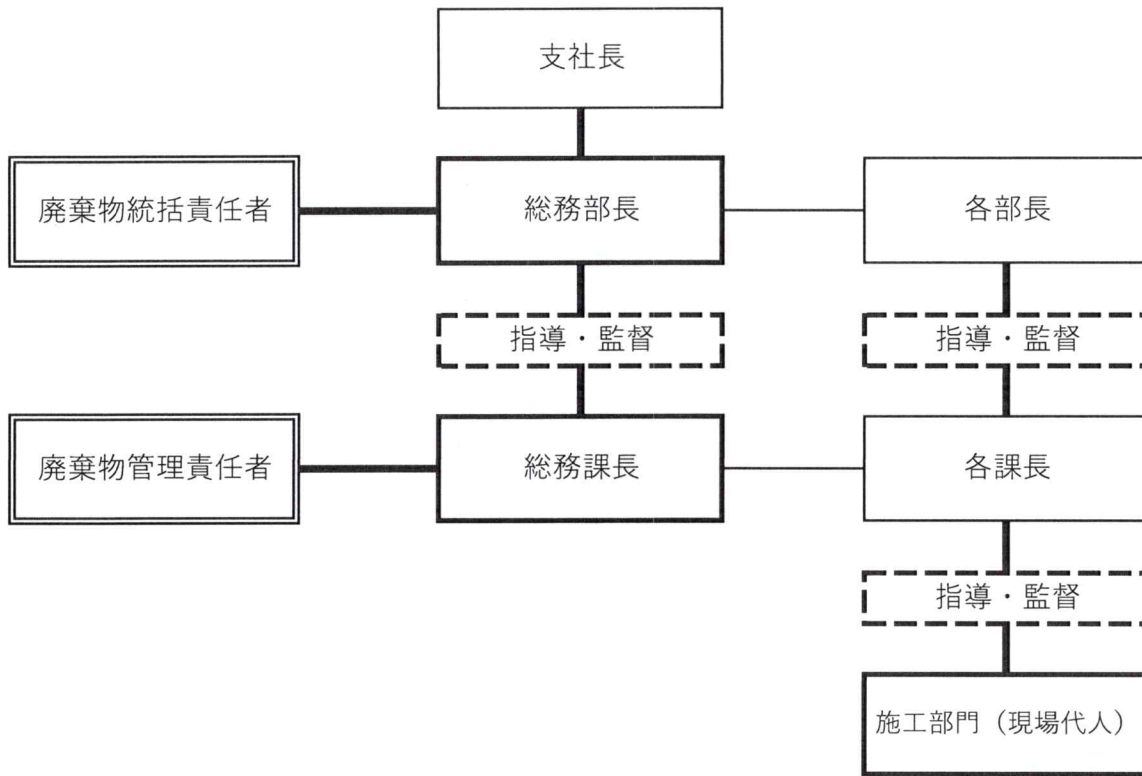 支社長
廃棄物統括責任者
総務部長
各部長
指導・監督
指導・監督
廃棄物管理責任者
総務課長
各課長
指導・監督
施工部門（現場代人）